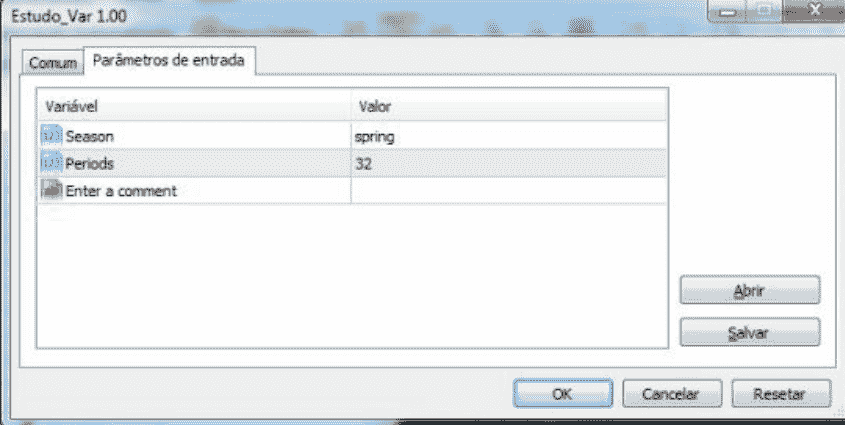 Estudo_Var 1.00
Comum Parâmetros de entrada
Variável Valor
Season spring
Periods 32
Enter a comment
Abrir
Salvar
OK Cancelar Resetar